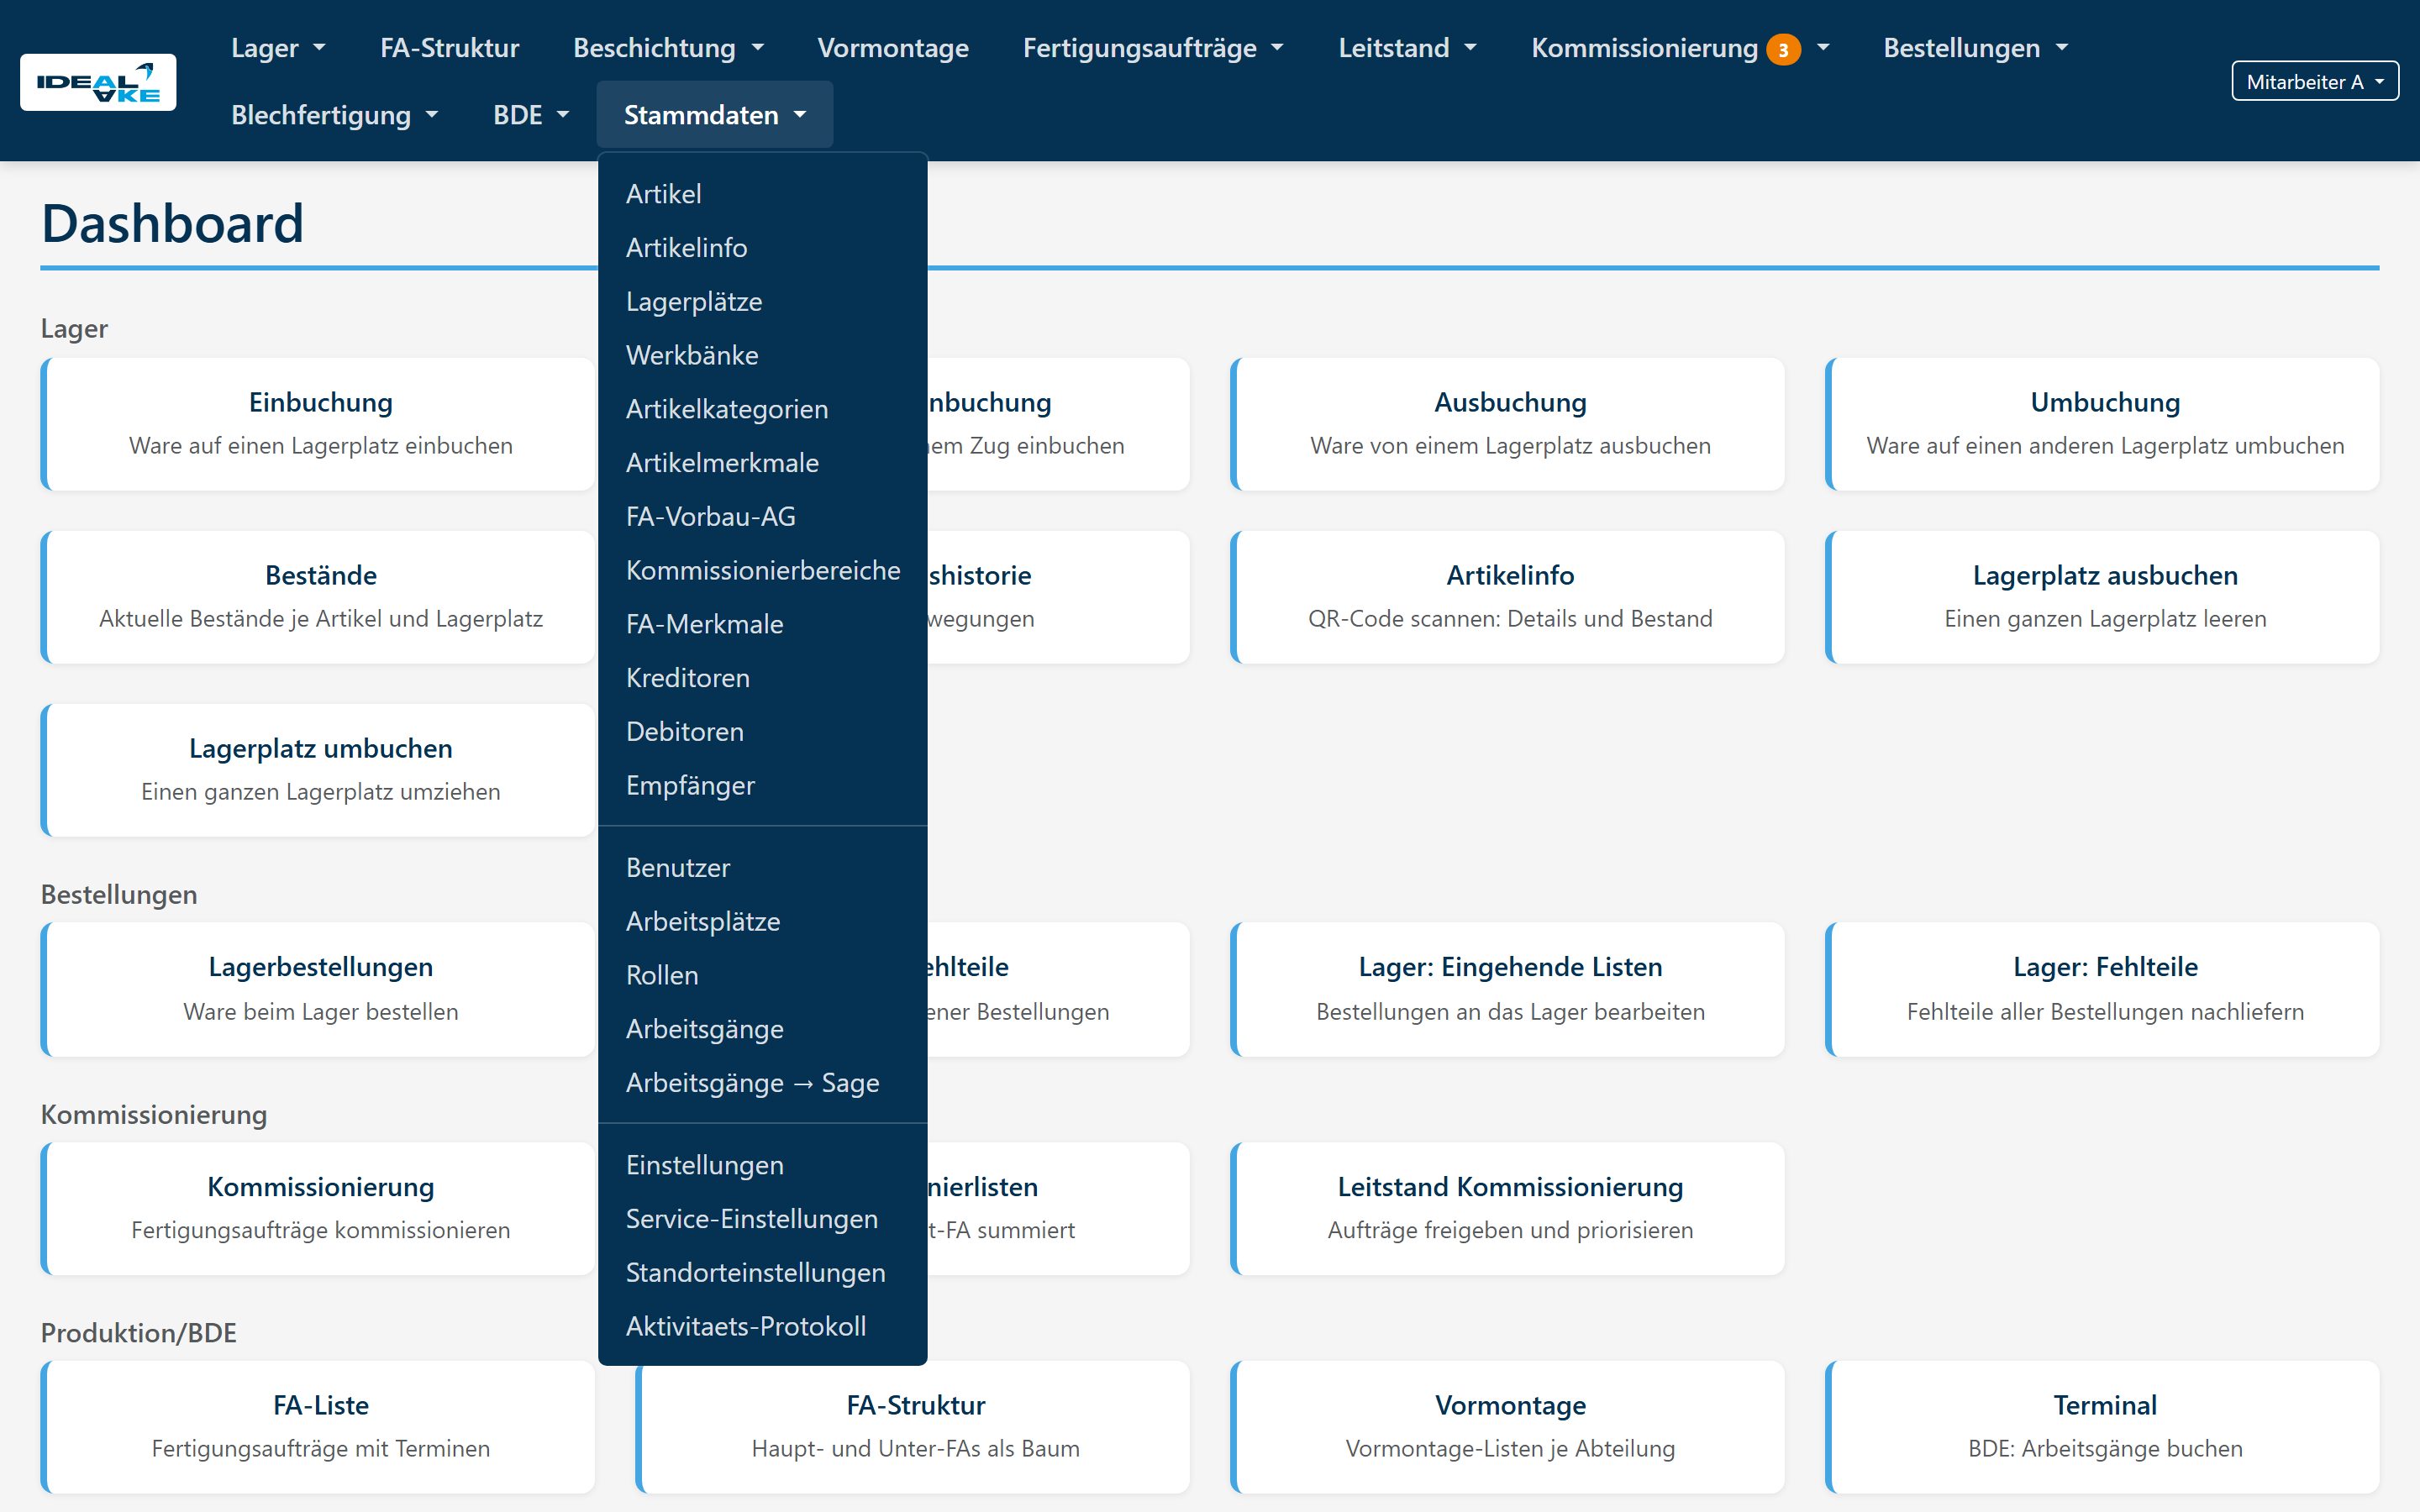 IDEAL AKE
Lager
FA-Struktur
Beschichtung
Vormontage
Fertigungsaufträge
Leitstand
Kommissionierung 3
Bestellungen
Blechfertigung
BDE
Stammdaten
Mitarbeiter A
Artikel
Artikelinfo
Lagerplätze
Werkbänke
Artikelkategorien
Artikelmerkmale
FA-Vorbau-AG
Kommissionierbereiche
FA-Merkmale
Kreditoren
Debitoren
Empfänger
Benutzer
Arbeitsplätze
Rollen
Arbeitsgänge
Arbeitsgänge → Sage
Einstellungen
Service-Einstellungen
Standorteinstellungen
Aktivitaets-Protokoll
Dashboard
Lager
Einbuchung
Ware auf einen Lagerplatz einbuchen
nbuchung
Zug einbuchen
Ausbuchung
Ware von einem Lagerplatz ausbuchen
Umbuchung
Ware auf einen anderen Lagerplatz umbuchen
Bestände
Aktuelle Bestände je Artikel und Lagerplatz
shistorie
wegungen
Artikelinfo
QR-Code scannen: Details und Bestand
Lagerplatz ausbuchen
Einen ganzen Lagerplatz leeren
Lagerplatz umbuchen
Einen ganzen Lagerplatz umziehen
Bestellungen
Lagerbestellungen
Ware beim Lager bestellen
ehlteile
ener Bestellungen
Lager: Eingehende Listen
Bestellungen an das Lager bearbeiten
Lager: Fehlteile
Fehlteile aller Bestellungen nachliefern
Kommissionierung
Kommissionierung
Fertigungsaufträge kommissionieren
nierlisten
t-FA summiert
Leitstand Kommissionierung
Aufträge freigeben und priorisieren
Produktion/BDE
FA-Liste
Fertigungsaufträge mit Terminen
FA-Struktur
Haupt- und Unter-FAs als Baum
Vormontage
Vormontage-Listen je Abteilung
Terminal
BDE: Arbeitsgänge buchen